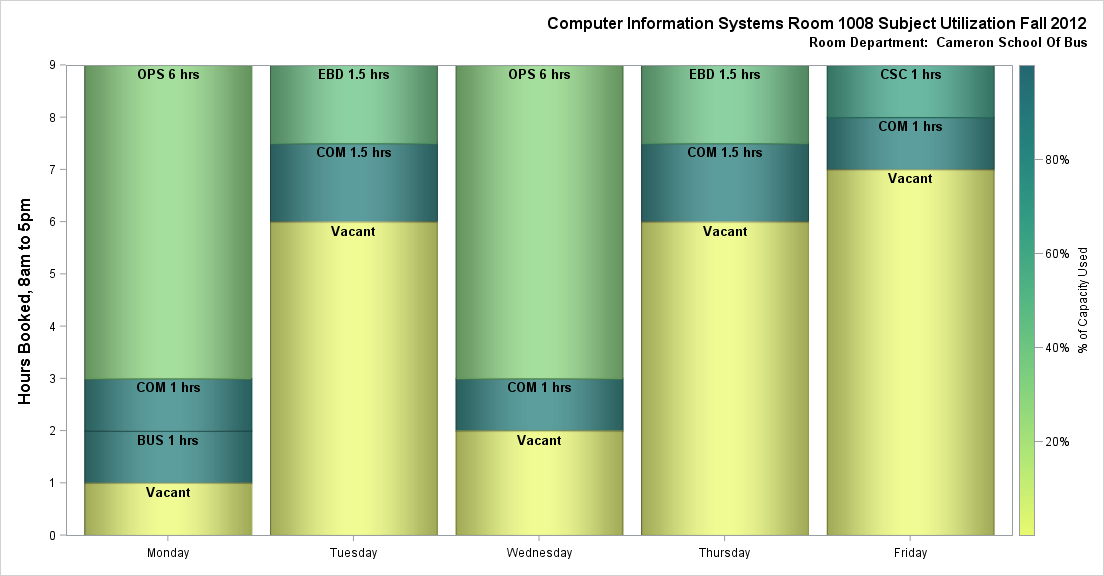 Computer Information Systems Room 1008 Subject Utilization Fall 2012
Room Department:  Cameron School Of Bus
Hours Booked, 8am to 5pm
9
8
7
6
5
4
3
2
1
0
OPS 6 hrs
COM 1 hrs
BUS 1 hrs
Vacant
EBD 1.5 hrs
COM 1.5 hrs
Vacant
OPS 6 hrs
COM 1 hrs
Vacant
EBD 1.5 hrs
COM 1.5 hrs
Vacant
CSC 1 hrs
COM 1 hrs
Vacant
Monday
Tuesday
Wednesday
Thursday
Friday
80%
60%
40%
20%
% of Capacity Used